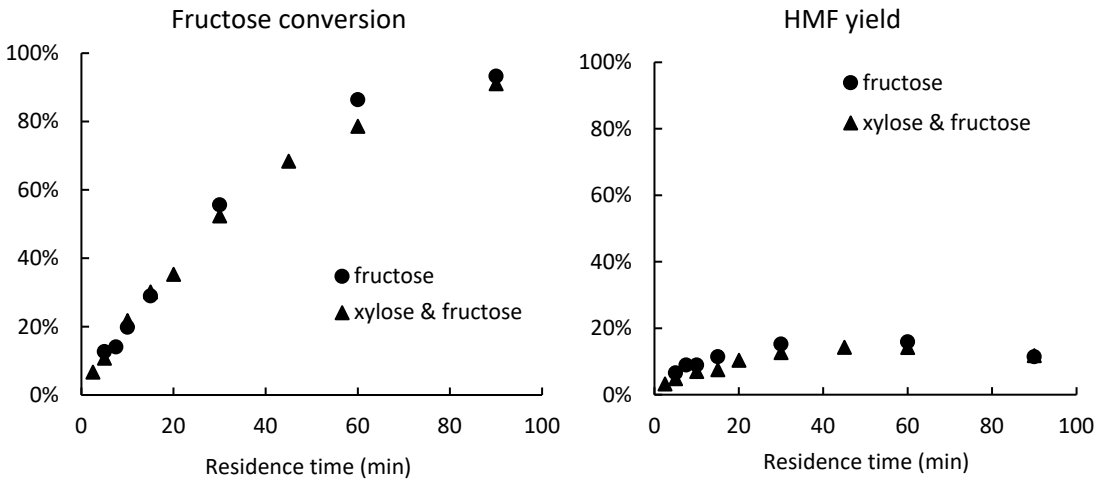 Fructose conversion
100%
80%
60%
40%
20%
0%
0 20 40 60 80 100
Residence time (min)
fructose
xylose & fructose
HMF yield
100%
80%
60%
40%
20%
0%
0 20 40 60 80 100
Residence time (min)
fructose
xylose & fructose